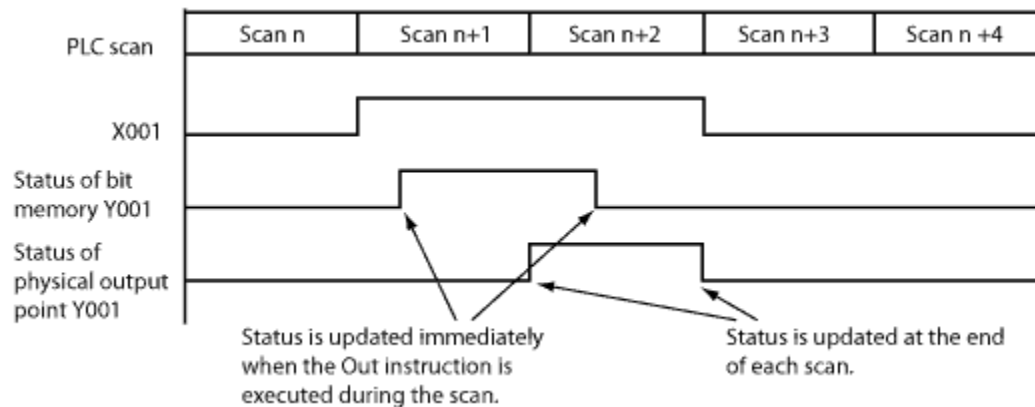 PLC scan
Scan n
Scan n+1
Scan n+2
Scan n+3
Scan n +4
X001
Status of bit
memory Y001
Status of
physical output
point Y001
Status is updated immediately
when the Out instruction is
executed during the scan.
Status is updated at the end
of each scan.